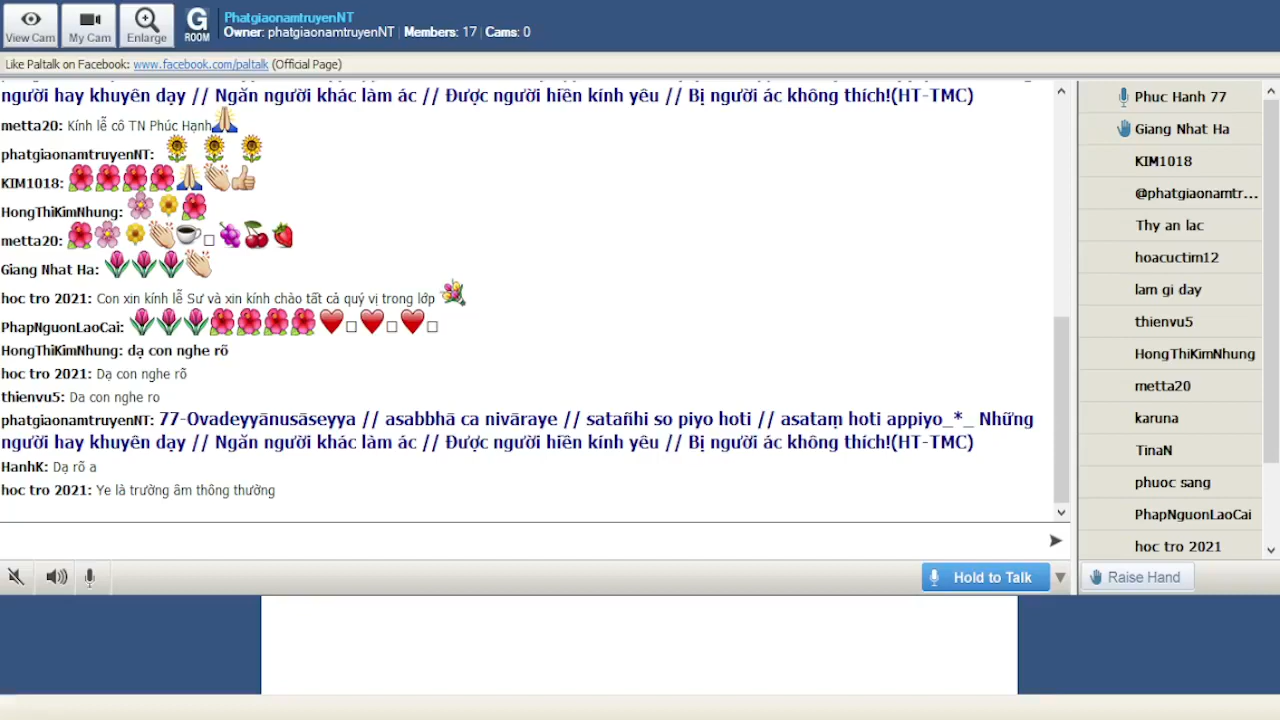 View Cam
My Cam
Enlarge
G
ROOM
PhatgiaonamtruyenNT
Owner: phatgiaonamtruyenNT | Members: 17 | Cams: 0
Like Paltalk on Facebook: www.facebook.com/paltalk (Official Page)
người hay khuyên dạy // Ngăn người khác làm ác // Được người hiền kính yêu // Bị người ác không thích!(HT-TMC)
metta20: Kính lễ cô TN Phúc Hạnh
phatgiaonamtruyenNT:
KIM1018:
HongThiKimNhung:
metta20:
Giang Nhat Ha:
hoc tro 2021: Con xin kính lễ Sư và xin kính chào tất cả quý vị trong lớp
PhapNguonLaoCai:
HongThiKimNhung: dạ con nghe rõ
hoc tro 2021: Dạ con nghe rõ
thienvu5: Da con nghe ro
phatgiaonamtruyenNT: 77-Ovadeyyānusāseyya // asabbhā ca nivāraye // satañhi so piyo hoti // asataṃ hoti appiyo_*_ Những
người hay khuyên dạy // Ngăn người khác làm ác // Được người hiền kính yêu // Bị người ác không thích!(HT-TMC)
HanhK: Dạ rõ a
hoc tro 2021: Ye là trường âm thông thường
Hold to Talk
Phuc Hanh 77
Giang Nhat Ha
KIM1018
@phatgiaonamtr...
Thy an lac
hoacuctim12
lam gi day
thienvu5
HongThiKimNhung
metta20
karuna
TinaN
phuoc sang
PhapNguonLaoCai
hoc tro 2021
Raise Hand